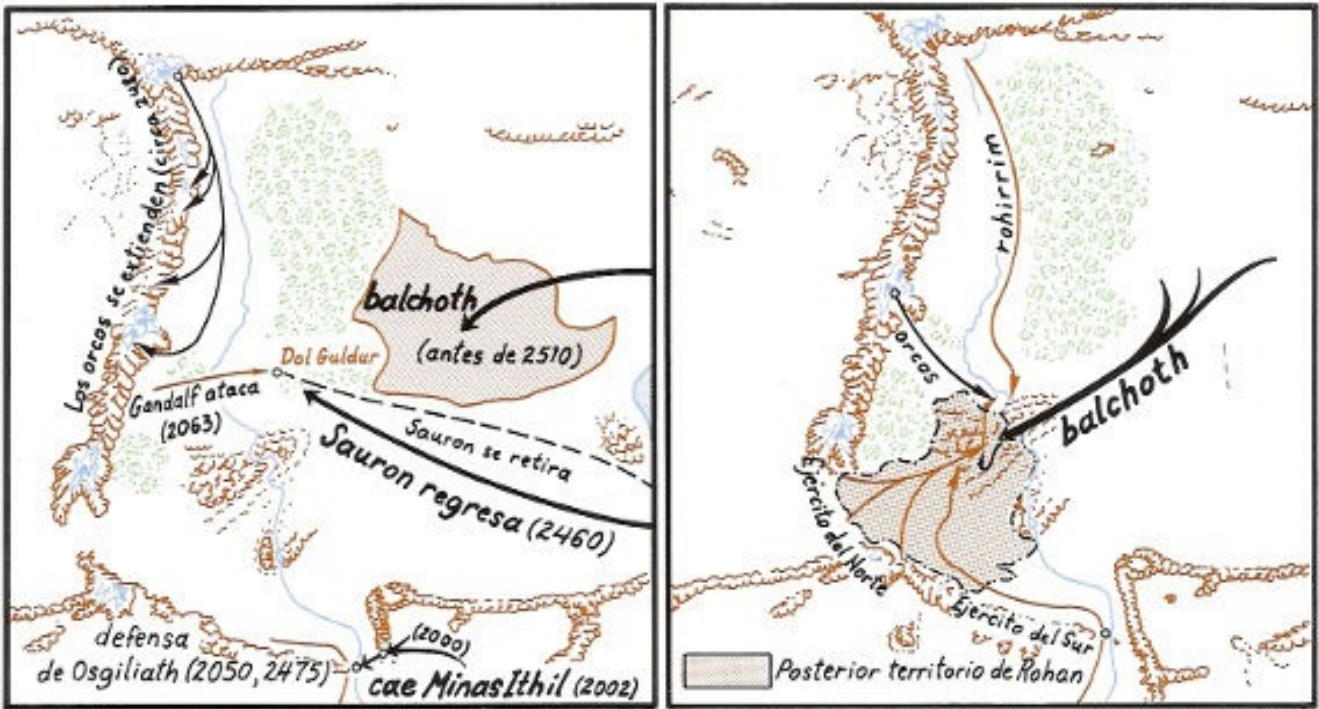 Los orcos se extienden (circa 2480)
balchoth
(antes de 2510)
Dol Guldur
Gandalf ataca
(2063)
Sauron se retira
Sauron regresa (2460)
defensa
de Osgiliath (2050, 2475)
(2000)
cae Minas Ithil (2002)
rohirrim
orcos
balchoth
Ejército del Norte
Ejército del Sur
Posterior territorio de Rohan